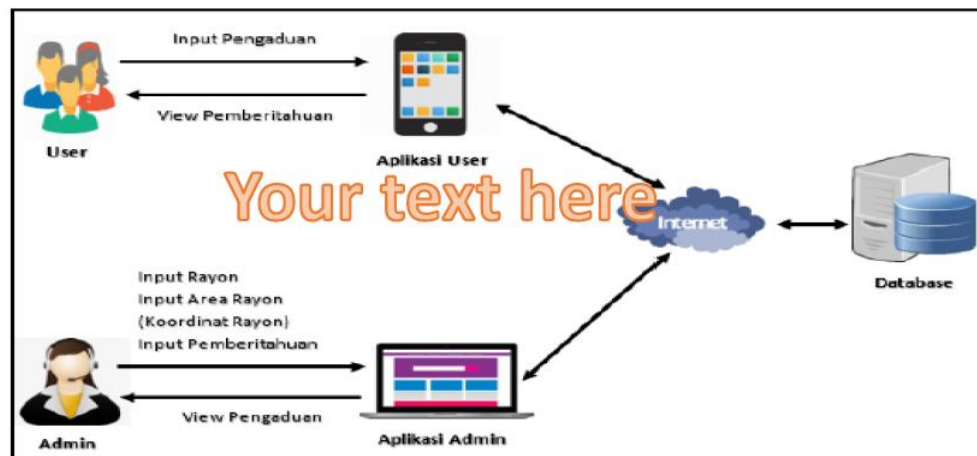 Input Pengaduan
View Pemberitahuan
User
Aplikasi User
Your text here
Internet
Database
Input Rayon
Input Area Rayon
(Koordinat Rayon)
Input Pemberitahuan
View Pengaduan
Admin
Aplikasi Admin